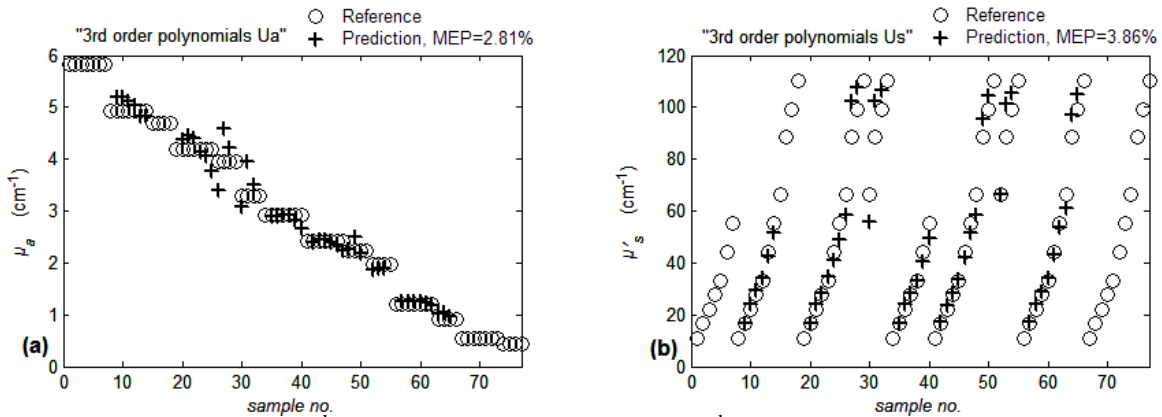 "3rd order polynomials Ua"
Reference
Prediction, MEP=2.81%
6
5
4
3
2
1
0
μa (cm-1)
(a)
0 10 20 30 40 50 60 70
sample no.
"3rd order polynomials Us"
Reference
Prediction, MEP=3.86%
120
100
80
60
40
20
0
μ's (cm-1)
(b)
0 10 20 30 40 50 60 70
sample no.